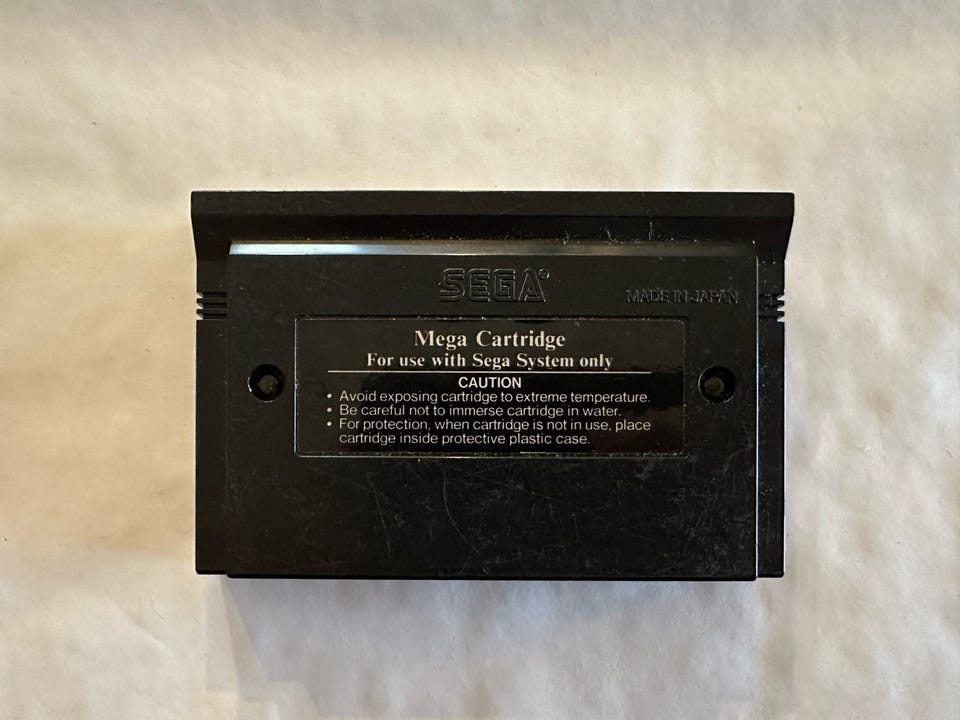 SEGA®
MADE IN JAPAN
Mega Cartridge
For use with Sega System only
CAUTION
• Avoid exposing cartridge to extreme temperature.
• Be careful not to immerse cartridge in water.
• For protection, when cartridge is not in use, place
cartridge inside protective plastic case.